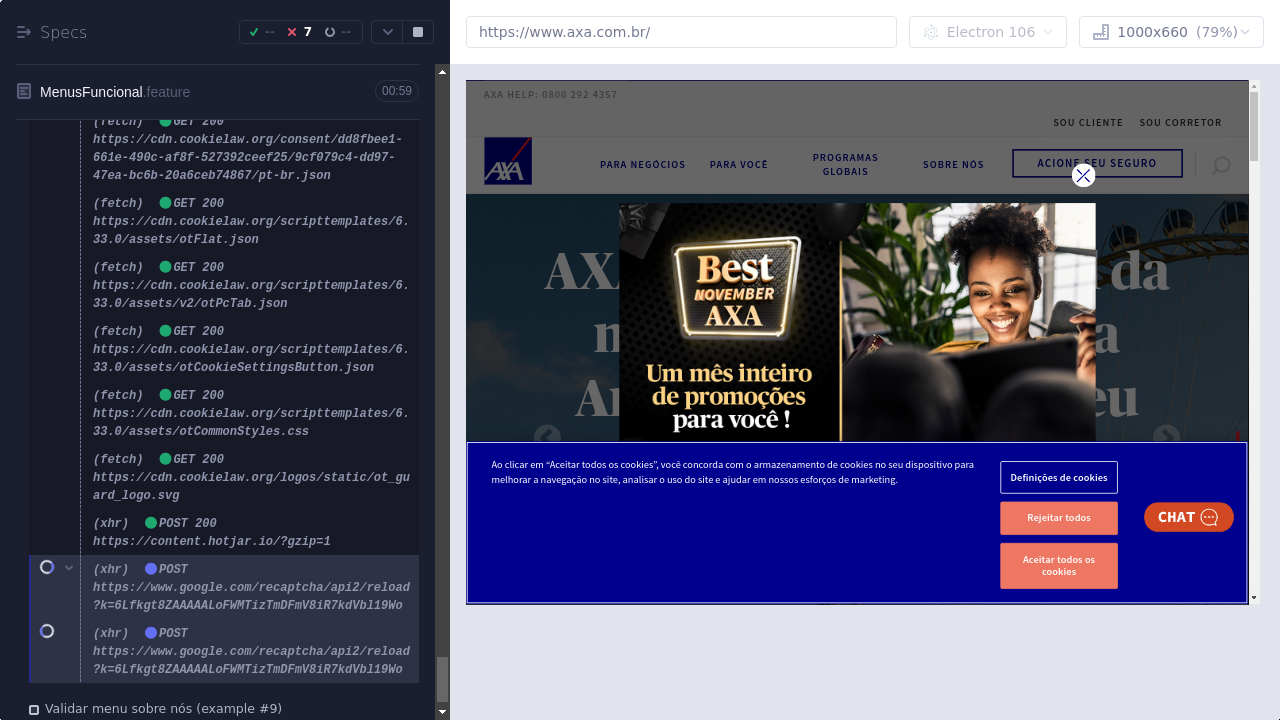 Specs
--
7
--
https://www.axa.com.br/
Electron 106
1000x660 (79%)
MenusFuncional.feature
00:59
(fetch) GET 200
https://cdn.cookielaw.org/consent/dd8fbee1-
661e-490c-af8f-527392ceef25/9cf079c4-dd97-
47ea-bc6b-20a6ceb74867/pt-br.json
(fetch) GET 200
https://cdn.cookielaw.org/scripttemplates/6.
33.0/assets/otFlat.json
(fetch) GET 200
https://cdn.cookielaw.org/scripttemplates/6.
33.0/assets/v2/otPcTab.json
(fetch) GET 200
https://cdn.cookielaw.org/scripttemplates/6.
33.0/assets/otCookieSettingsButton.json
(fetch) GET 200
https://cdn.cookielaw.org/scripttemplates/6.
33.0/assets/otCommonStyles.css
(fetch) GET 200
https://cdn.cookielaw.org/logos/static/ot_gu
ard_logo.svg
(xhr) POST 200
https://content.hotjar.io/?gzip=1
(xhr) POST
https://www.google.com/recaptcha/api2/reload
?k=6Lfkgt8ZAAAAALoFWMTizTmDFmV8iR7kdVbl19Wo
(xhr) POST
https://www.google.com/recaptcha/api2/reload
?k=6Lfkgt8ZAAAAALoFWMTizTmDFmV8iR7kdVbl19Wo
Validar menu sobre nós (example #9)
AXA HELP: 0800 292 4357
SOU CLIENTE SOU CORRETOR
AXA
PARA NEGÓCIOS
PARA VOCÊ
PROGRAMAS
GLOBAIS
SOBRE NÓS
ACIONE SEU SEGURO
AX
da
Best
NOVEMBER
AXA
Um mês inteiro
de promoções
para você !
Ao clicar em “Aceitar todos os cookies”, você concorda com o armazenamento de cookies no seu dispositivo para
melhorar a navegação no site, analisar o uso do site e ajudar em nossos esforços de marketing.
Definições de cookies
Rejeitar todos
Aceitar todos os
cookies
CHAT